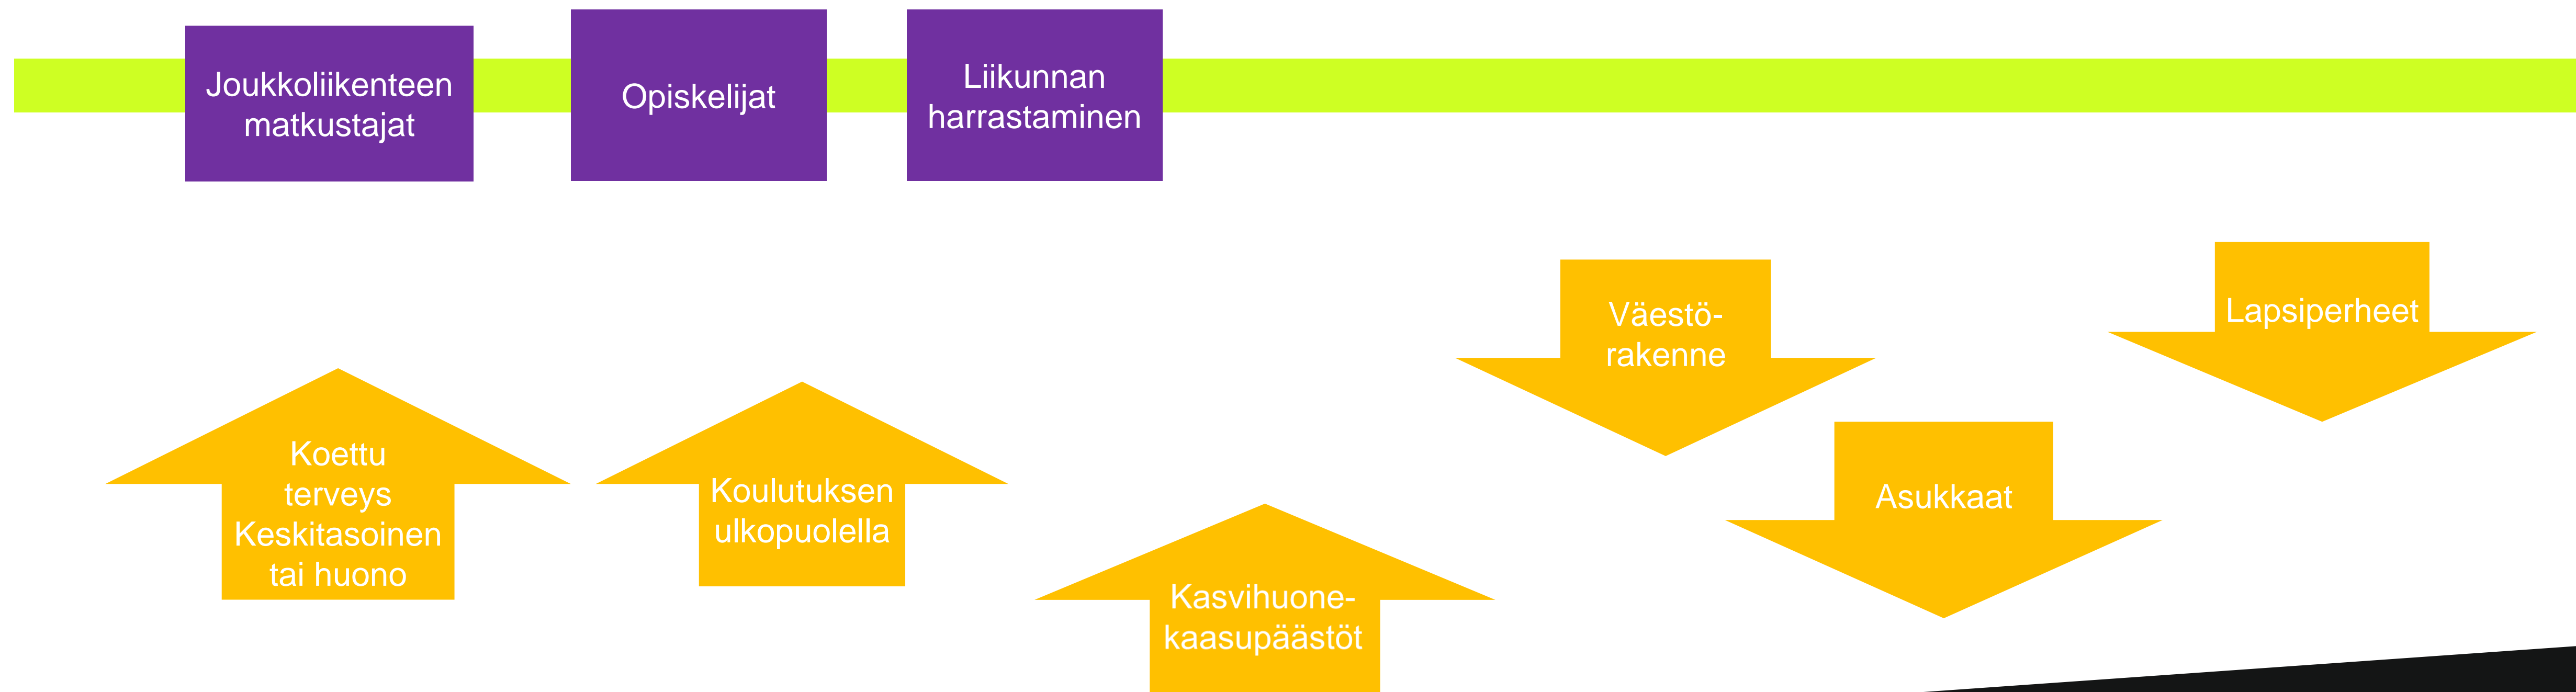 Joukkoliikenteen
matkustajat
Opiskelijat
Liikunnan
harrastaminen
Väestö-
rakenne
Lapsiperheet
Koettu
terveys
Keskitasoinen
tai huono
Koulutuksen
ulkopuolella
Asukkaat
Kasvihuone-
kaasupäästöt